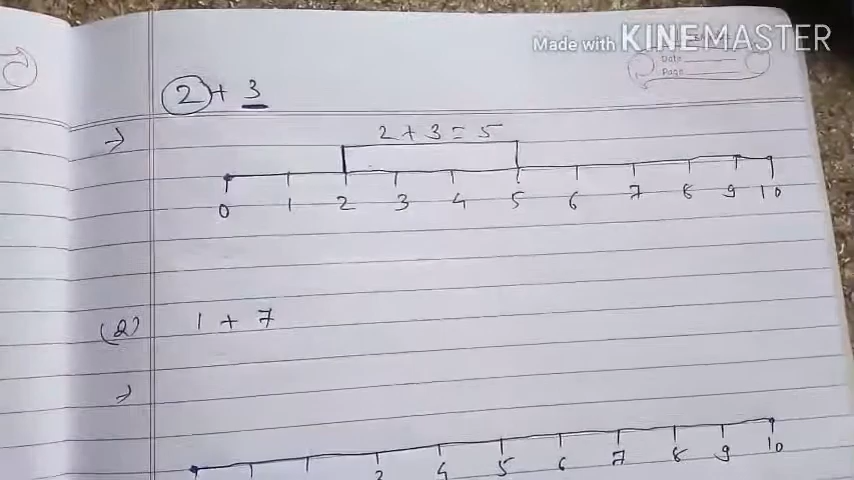 Made with KINEMASTER
Date
Page
2 + 3
2 + 3 = 5
0 1 2 3 4 5 6 7 8 9 10
(2) 1 + 7
3 4 5 6 7 8 9 10